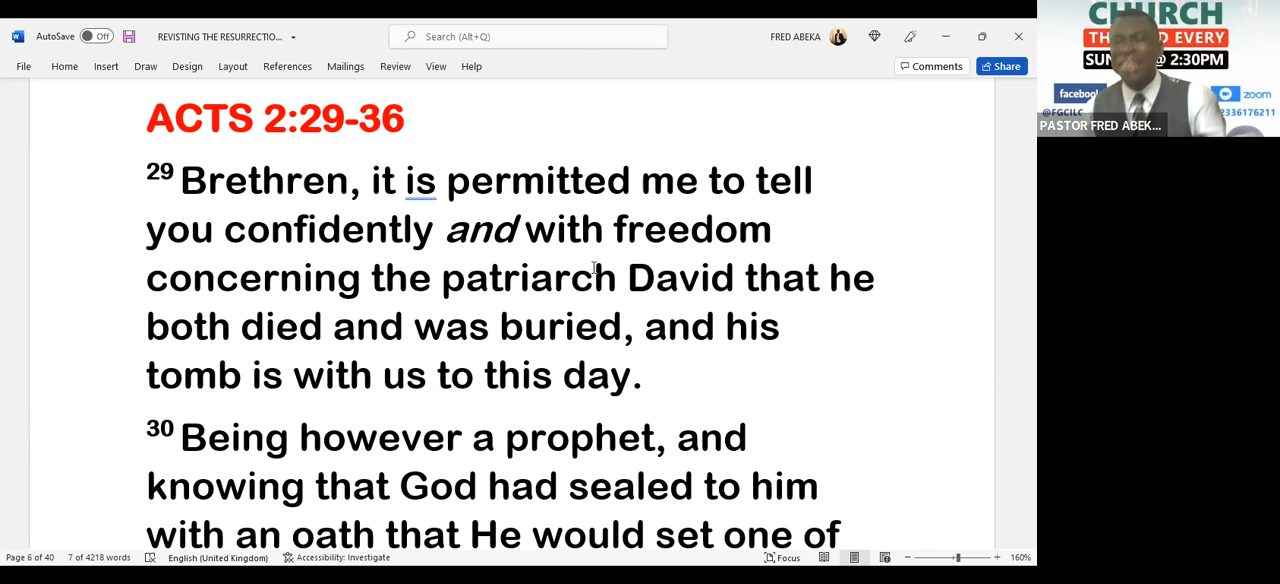 AutoSave Off REVISTING THE RESURRECTIO... Search (Alt+Q) FRED ABEKA
File Home Insert Draw Design Layout References Mailings Review View Help Comments Share
ACTS 2:29-36
29 Brethren, it is permitted me to tell
you confidently and with freedom
concerning the patriarch David that he
both died and was buried, and his
tomb is with us to this day.
30 Being however a prophet, and
knowing that God had sealed to him
with an oath that He would set one of
Page 6 of 40 7 of 4218 words English (United Kingdom) Accessibility: Investigate Focus 160%
CHURCH
EVERY
SUN @ 2:30PM
facebook zoom
@FGCILC 2336176211
PASTOR FRED ABEK...